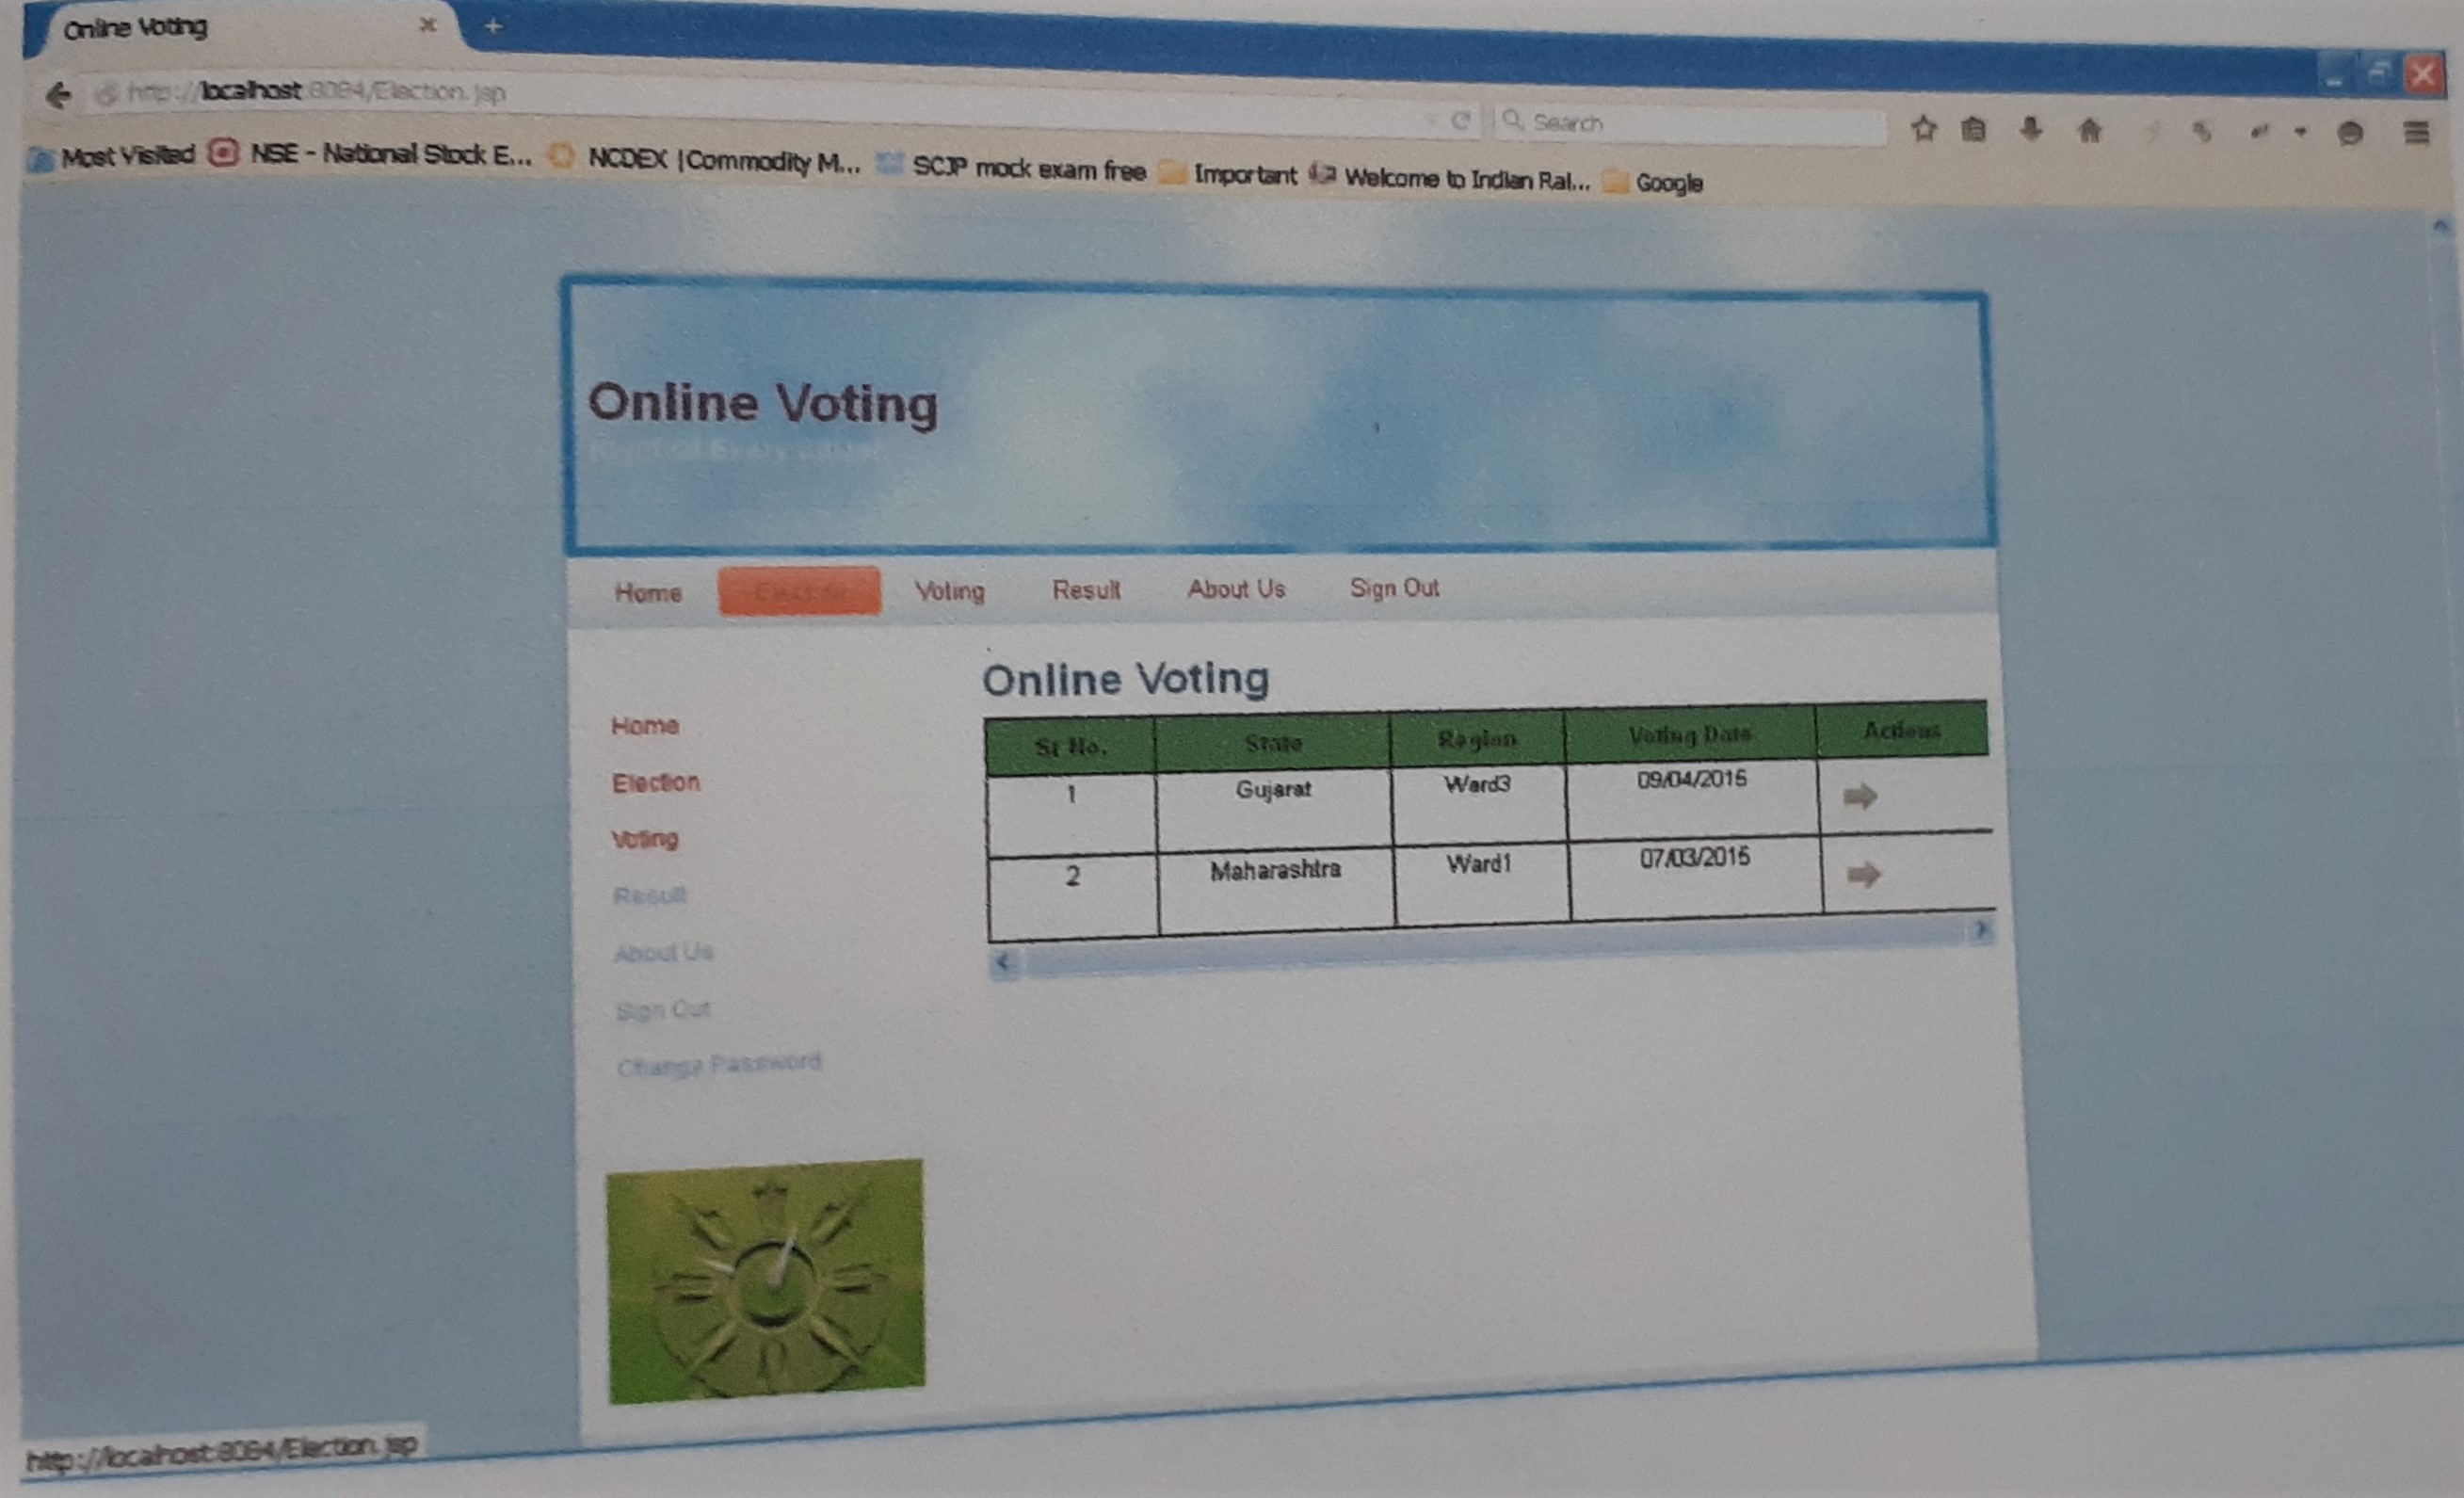 Online Voting
http://localhost:8084/Election.jsp
Search
Most Visited NSE - National Stock E... NCDEX |Commodity M... SCJP mock exam free Important Welcome to Indian Rai... Google
Online Voting
Home Election Voting Result About Us Sign Out
Online Voting
Sr No. State Region Voting Date Actions
1 Gujarat Ward3 09/04/2015
2 Maharashtra Ward1 07/03/2015
Home
Election
Voting
Result
About Us
Sign Out
Change Password
http://localhost:8084/Election.jsp